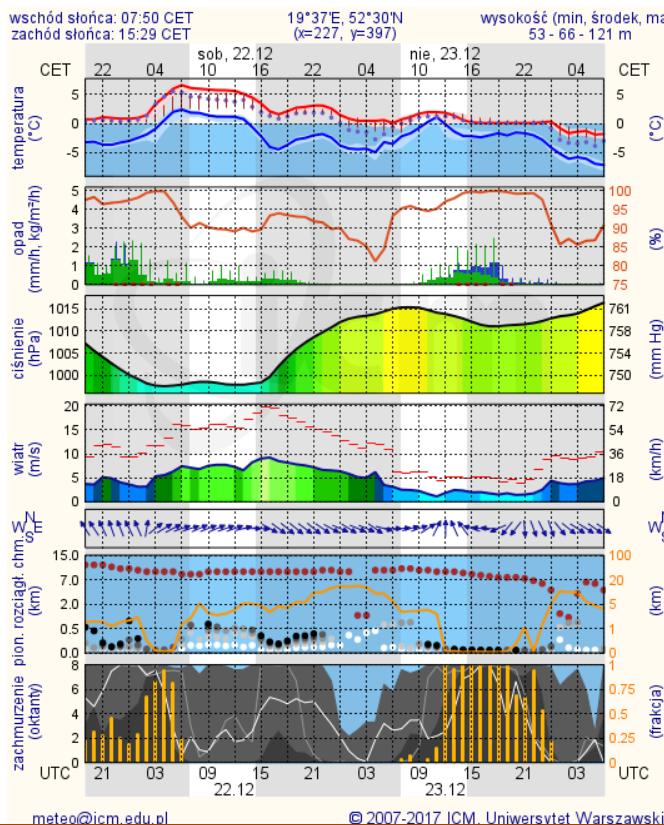 wschód słońca: 07:50 CET 19°37'E, 52°30'N wysokość (min, środek, ma
zachód słońca: 15:29 CET (x=227, y=397) 53 - 66 - 121 m
sob, 22.12 nie, 23.12
CET 22 04 10 16 22 04 10 16 22 04 CET
temperatura (°C)
5 5
0 0
-5 -5
opad (mm/h, kg/m²/h)
5 100
4 95
3 90
2 85
1 80
0 75
(%)
ciśnienie (hPa)
1015 761
1010 758
1005 754
1000 750
(mm Hg)
wiatr (m/s)
20 72
15 54
10 36
5 18
0 0
(km/h)
N
W E
S
pion. rozciągł. chm. (km)
15.0 100
7.0 20
2.0 5
0.5 1
0.0 0
(km)
zachmurzenie (oktanty)
8 1
6 0.75
4 0.5
2 0.25
0 0
(frakcja)
UTC 21 03 09 15 21 03 09 15 21 03 UTC
22.12 23.12
meteo@icm.edu.pl © 2007-2017 ICM, Uniwersytet Warszawski